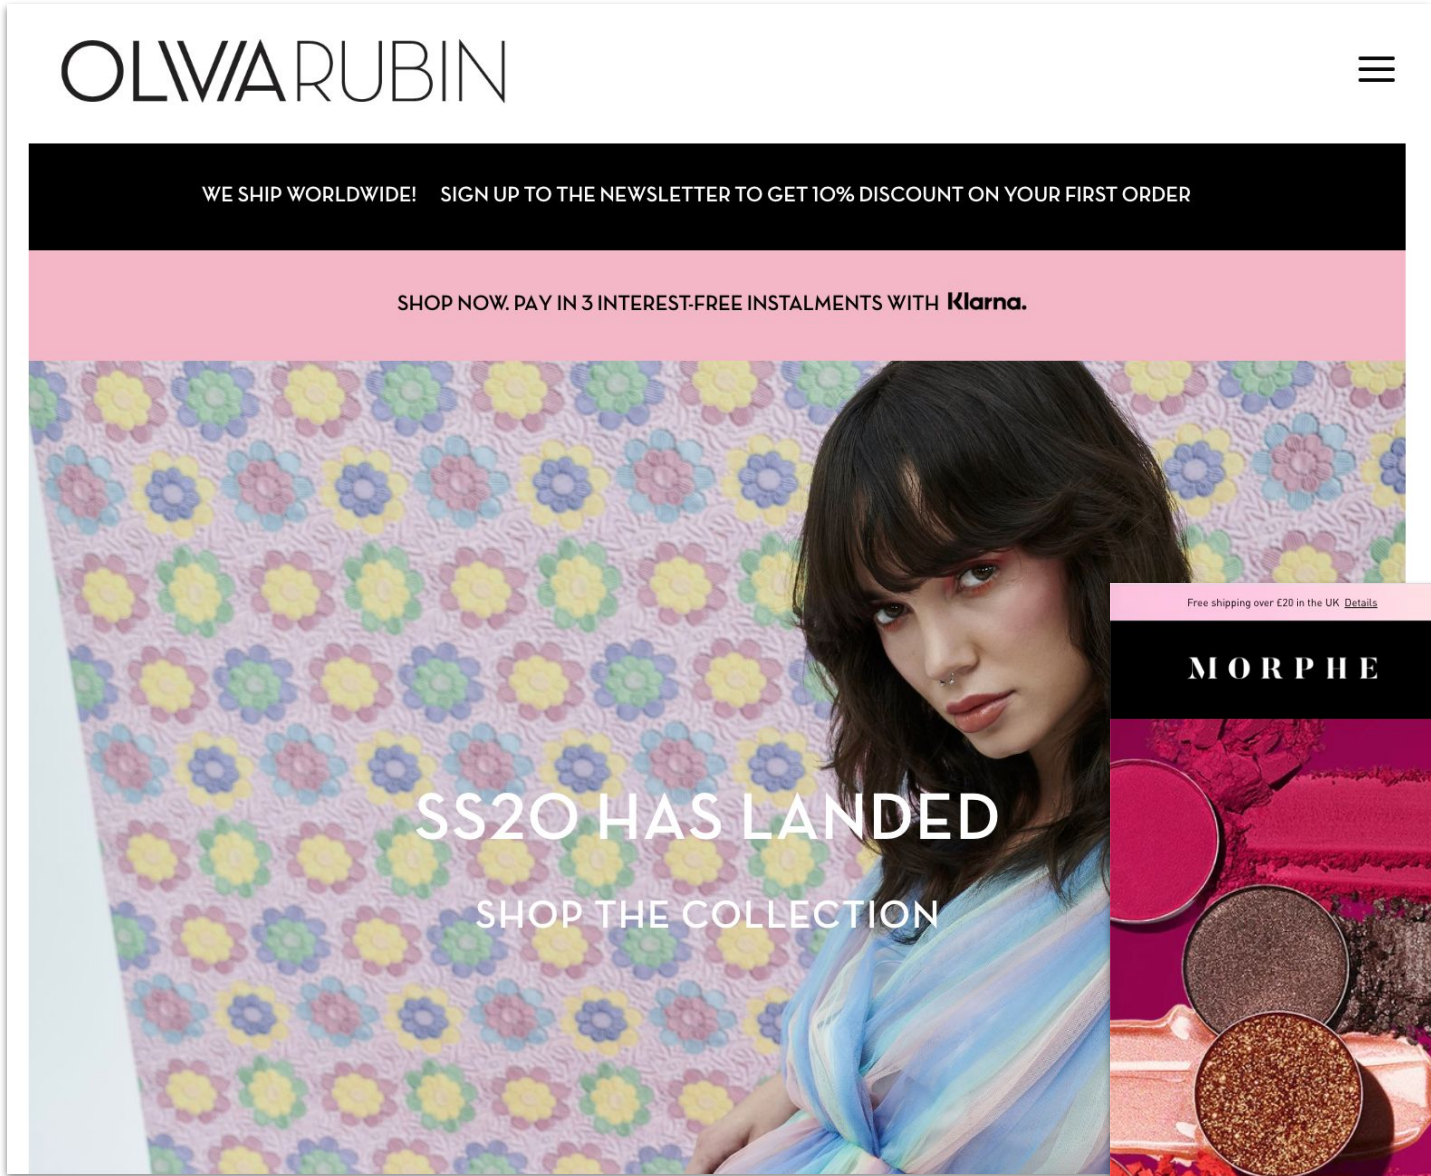 OLIVIA RUBIN
WE SHIP WORLDWIDE! SIGN UP TO THE NEWSLETTER TO GET 10% DISCOUNT ON YOUR FIRST ORDER
SHOP NOW. PAY IN 3 INTEREST-FREE INSTALMENTS WITH Klarna.
SS20 HAS LANDED
SHOP THE COLLECTION
Free shipping over £20 in the UK Details
MORPHE